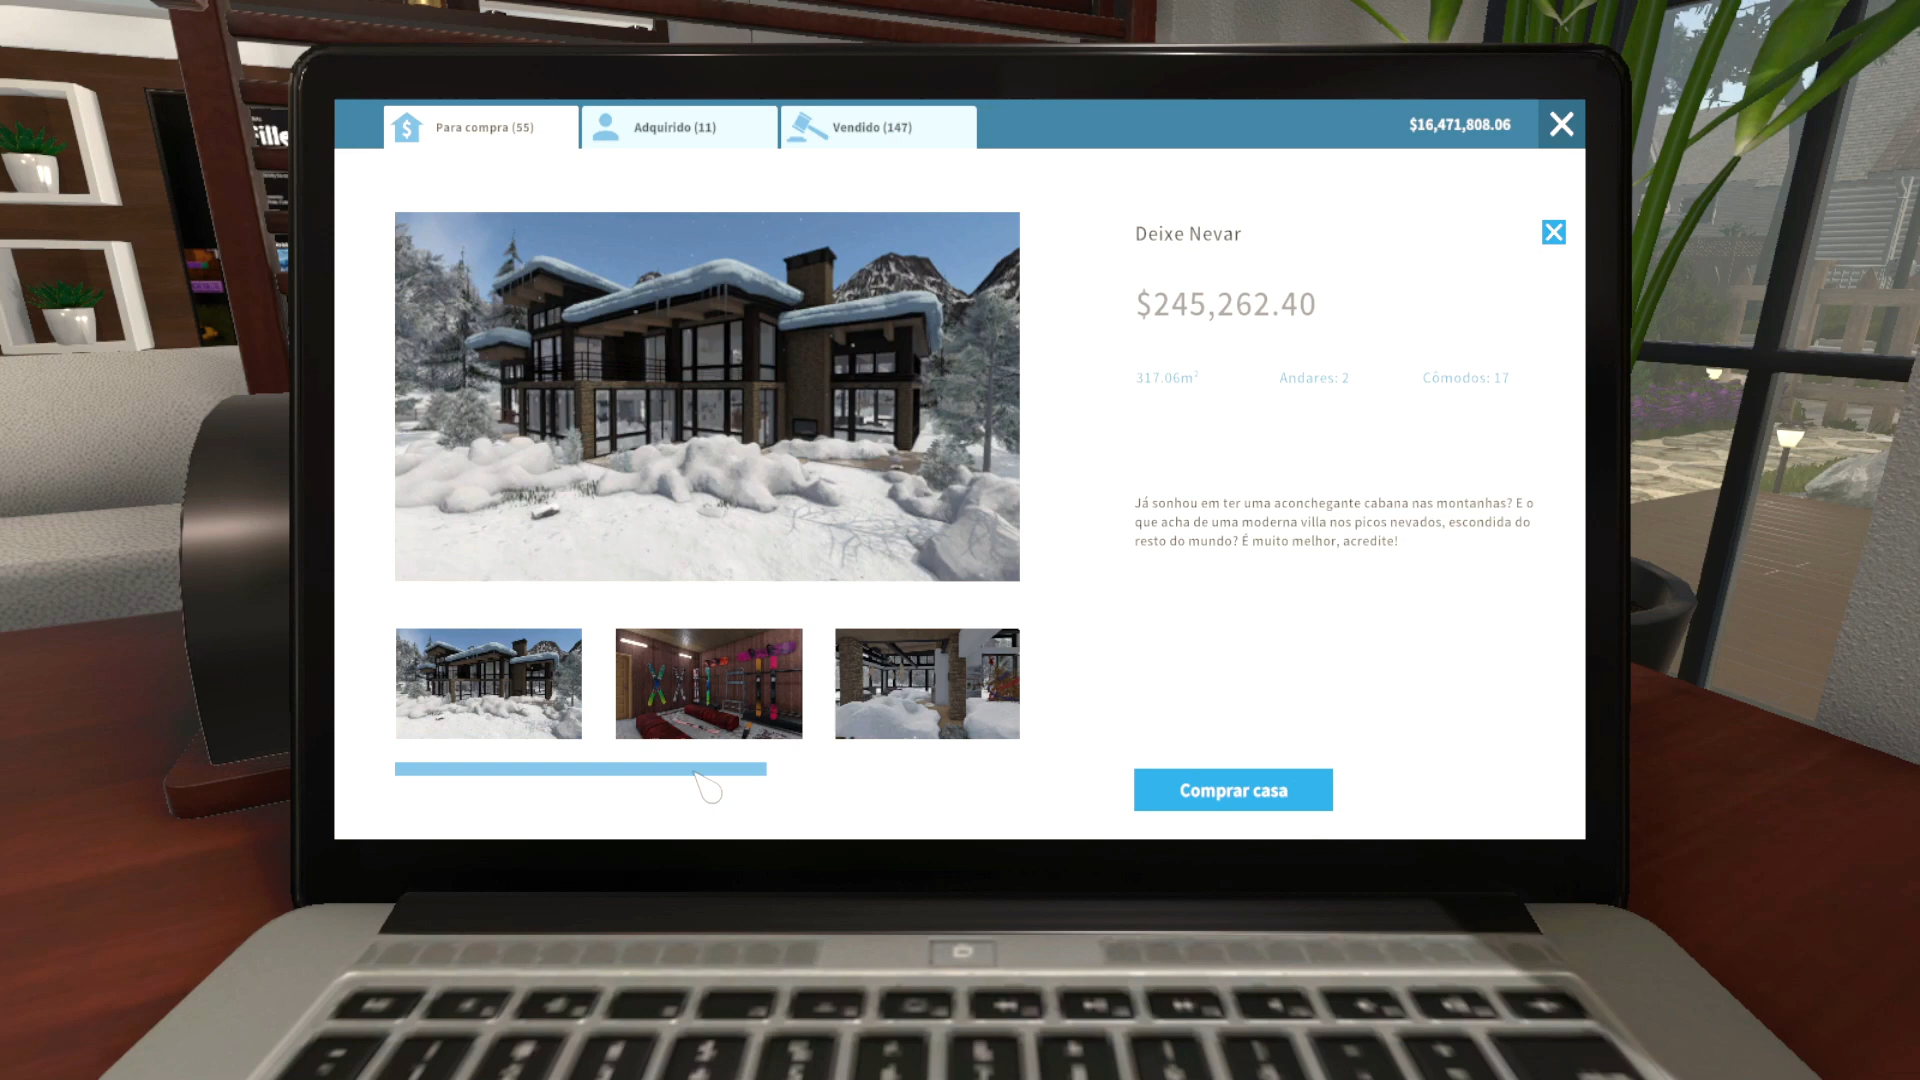 Para compra (55)
Adquirido (11)
Vendido (147)
$16,471,808.06
Deixe Nevar
$245,262.40
317.06m²
Andares: 2
Cômodos: 17
Já sonhou em ter uma aconchegante cabana nas montanhas? E o
que acha de uma moderna villa nos picos nevados, escondida do
resto do mundo? É muito melhor, acredite!
Comprar casa